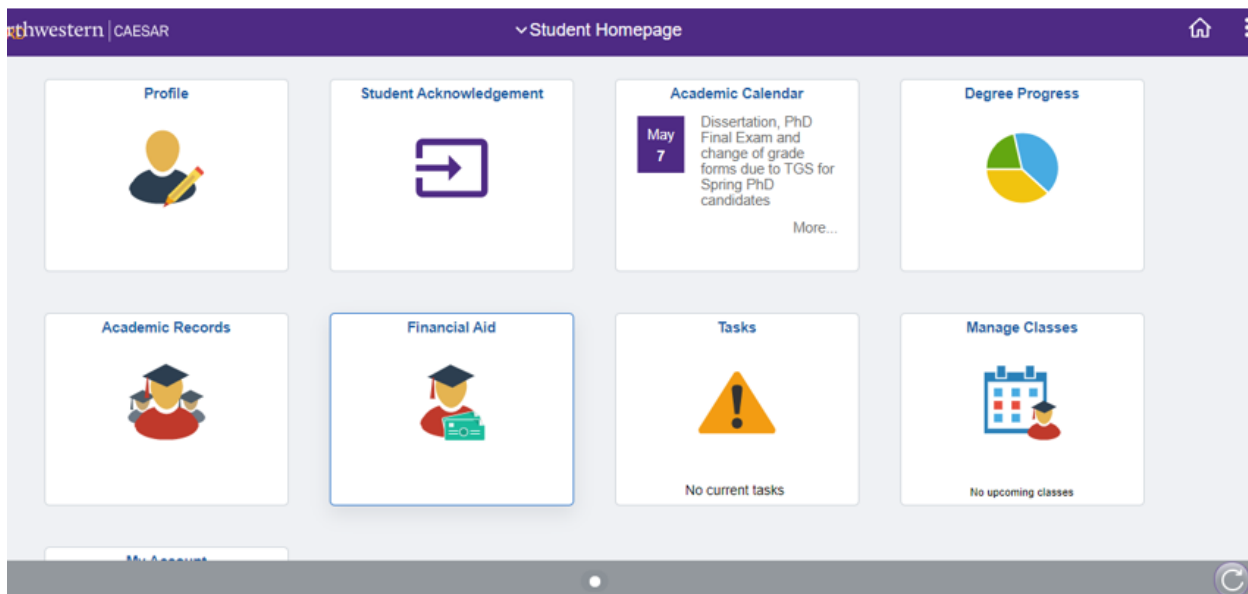 rthwestern | CAESAR
Student Homepage
Profile
Student Acknowledgement
Academic Calendar
May
7
Dissertation, PhD
Final Exam and
change of grade
forms due to TGS for
Spring PhD
candidates
More...
Degree Progress
Academic Records
Financial Aid
Tasks
No current tasks
Manage Classes
No upcoming classes
My Account